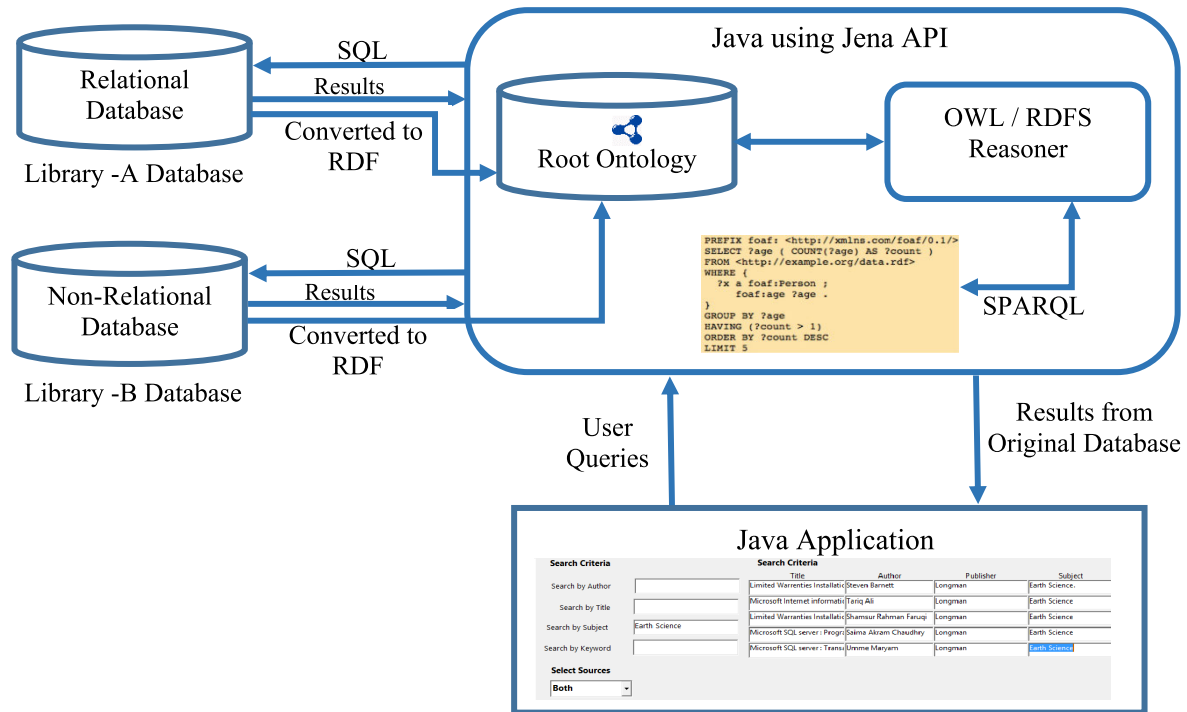 Java using Jena API
Relational
Database
Library -A Database
SQL
Results
Converted to
RDF
Root Ontology
OWL / RDFS
Reasoner
Non-Relational
Database
Library -B Database
SQL
Results
Converted to
RDF
PREFIX foaf: <http://xmlns.com/foaf/0.1/>
SELECT ?age ( COUNT(?age) AS ?count )
FROM <http://example.org/data.rdf>
WHERE {
?x a foaf:Person ;
foaf:age ?age .
}
GROUP BY ?age
HAVING (?count > 1)
ORDER BY ?count DESC
LIMIT 5
SPARQL
User
Queries
Results from
Original Database
Java Application
Search Criteria
Search by Author
Search by Title
Search by Subject Earth Science
Search by Keyword
Select Sources
Both
Search Criteria
Title Author Publisher Subject
Limited Warrenties Installatic Steven Barnett Longman Earth Science.
Microsoft Internet informatic Tariq Ali Longman Earth Science
Limited Warrenties Installatic Shamsur Rahman Faruqi Longman Earth Science
Microsoft SQL server : Progra Saima Akram Chaudhry Longman Earth Science
Microsoft SQL server : Transa Umme Maryam Longman Earth Science